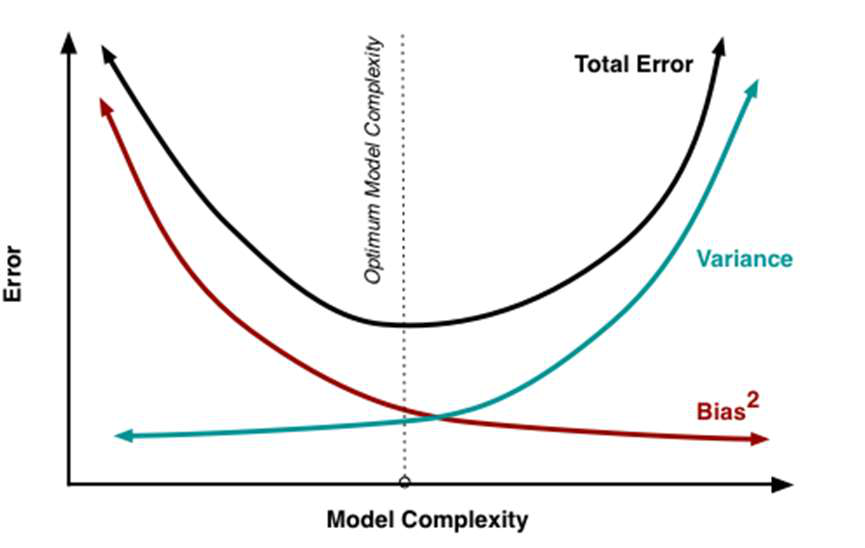 Optimum Model Complexity
Total Error
Variance
Error
Bias²
Model Complexity